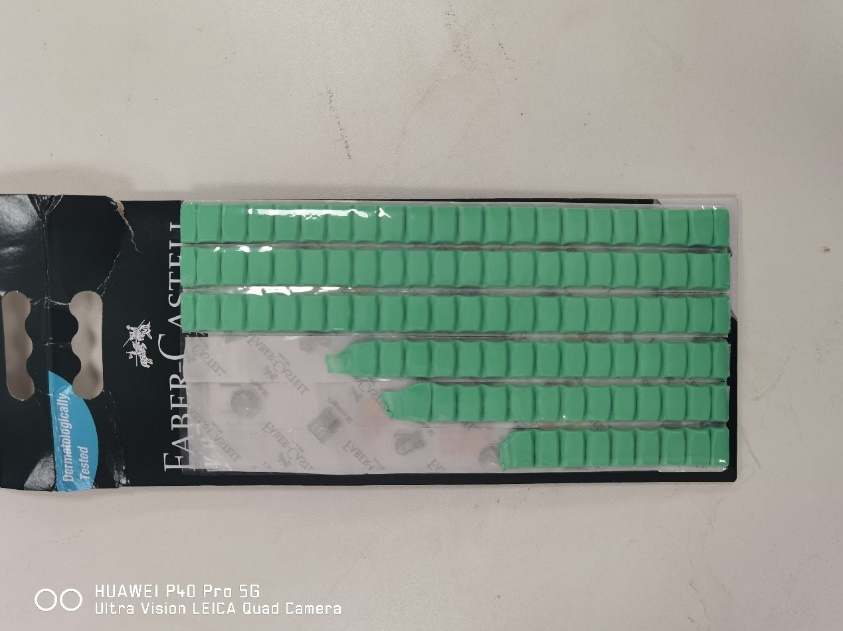 FABER-CASTELL
Dermatologically
Tested
HUAWEI P40 Pro 5G
Ultra Vision LEICA Quad Camera